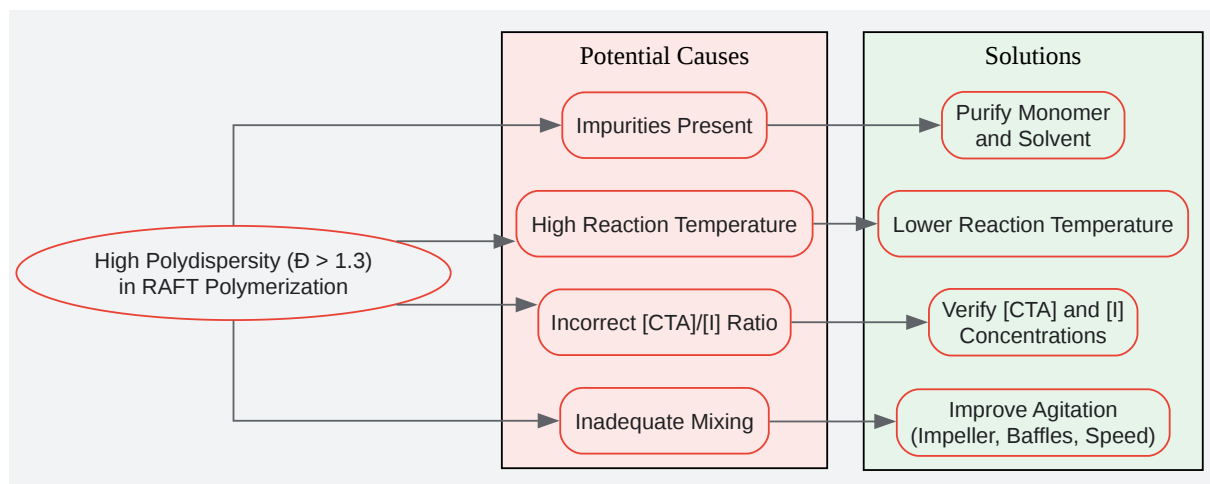 Potential Causes
Solutions
Impurities Present
Purify Monomer
and Solvent
High Reaction Temperature
Lower Reaction Temperature
High Polydispersity (Đ > 1.3)
in RAFT Polymerization
Incorrect [CTA]/[I] Ratio
Verify [CTA] and [I]
Concentrations
Inadequate Mixing
Improve Agitation
(Impeller, Baffles, Speed)